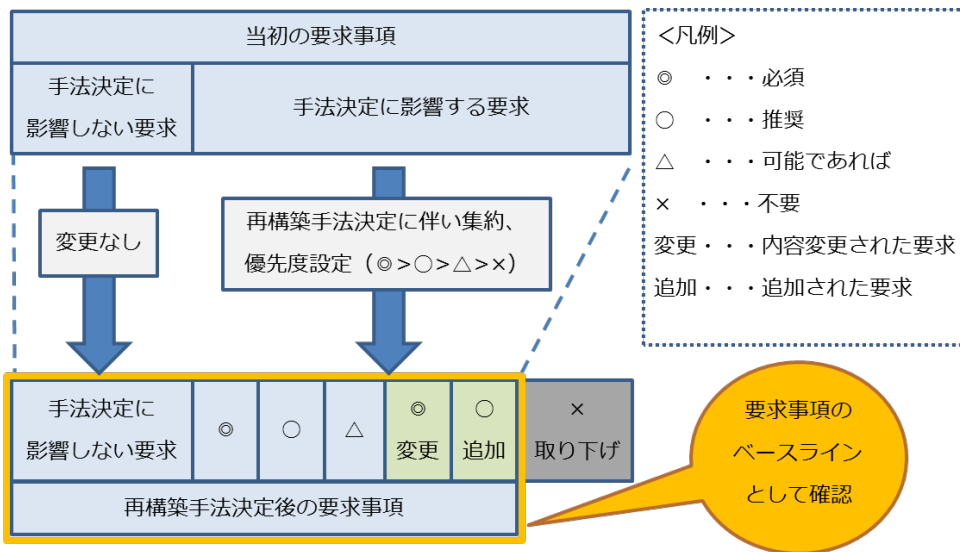 当初の要求事項
手法決定に
影響しない要求
手法決定に影響する要求
変更なし
再構築手法決定に伴い集約、
優先度設定（◎>○>△>×）
手法決定に
影響しない要求
◎
○
△
◎
変更
○
追加
×
取り下げ
再構築手法決定後の要求事項
＜凡例＞
◎ ・・・必須
○ ・・・推奨
△ ・・・可能であれば
× ・・・不要
変更・・・内容変更された要求
追加・・・追加された要求
要求事項の
ベースライン
として確認